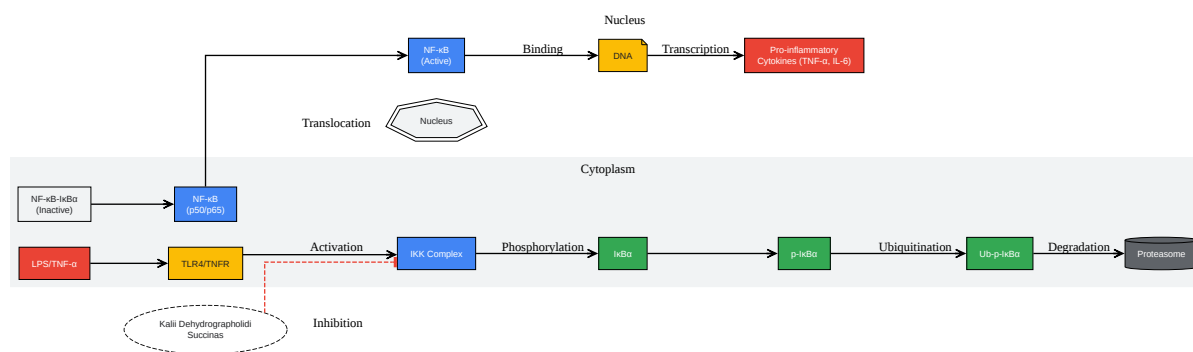 Nucleus
NF-κB
(Active)
Binding
DNA
Transcription
Pro-inflammatory
Cytokines (TNF-α, IL-6)
Translocation
Nucleus
Cytoplasm
NF-κB-IκBα
(Inactive)
NF-κB
(p50/p65)
LPS/TNF-α
TLR4/TNFR
Activation
IKK Complex
Phosphorylation
IκBα
p-IκBα
Ubiquitination
Ub-p-IκBα
Degradation
Proteasome
Kalii Dehydrographolidi
Succinas
Inhibition